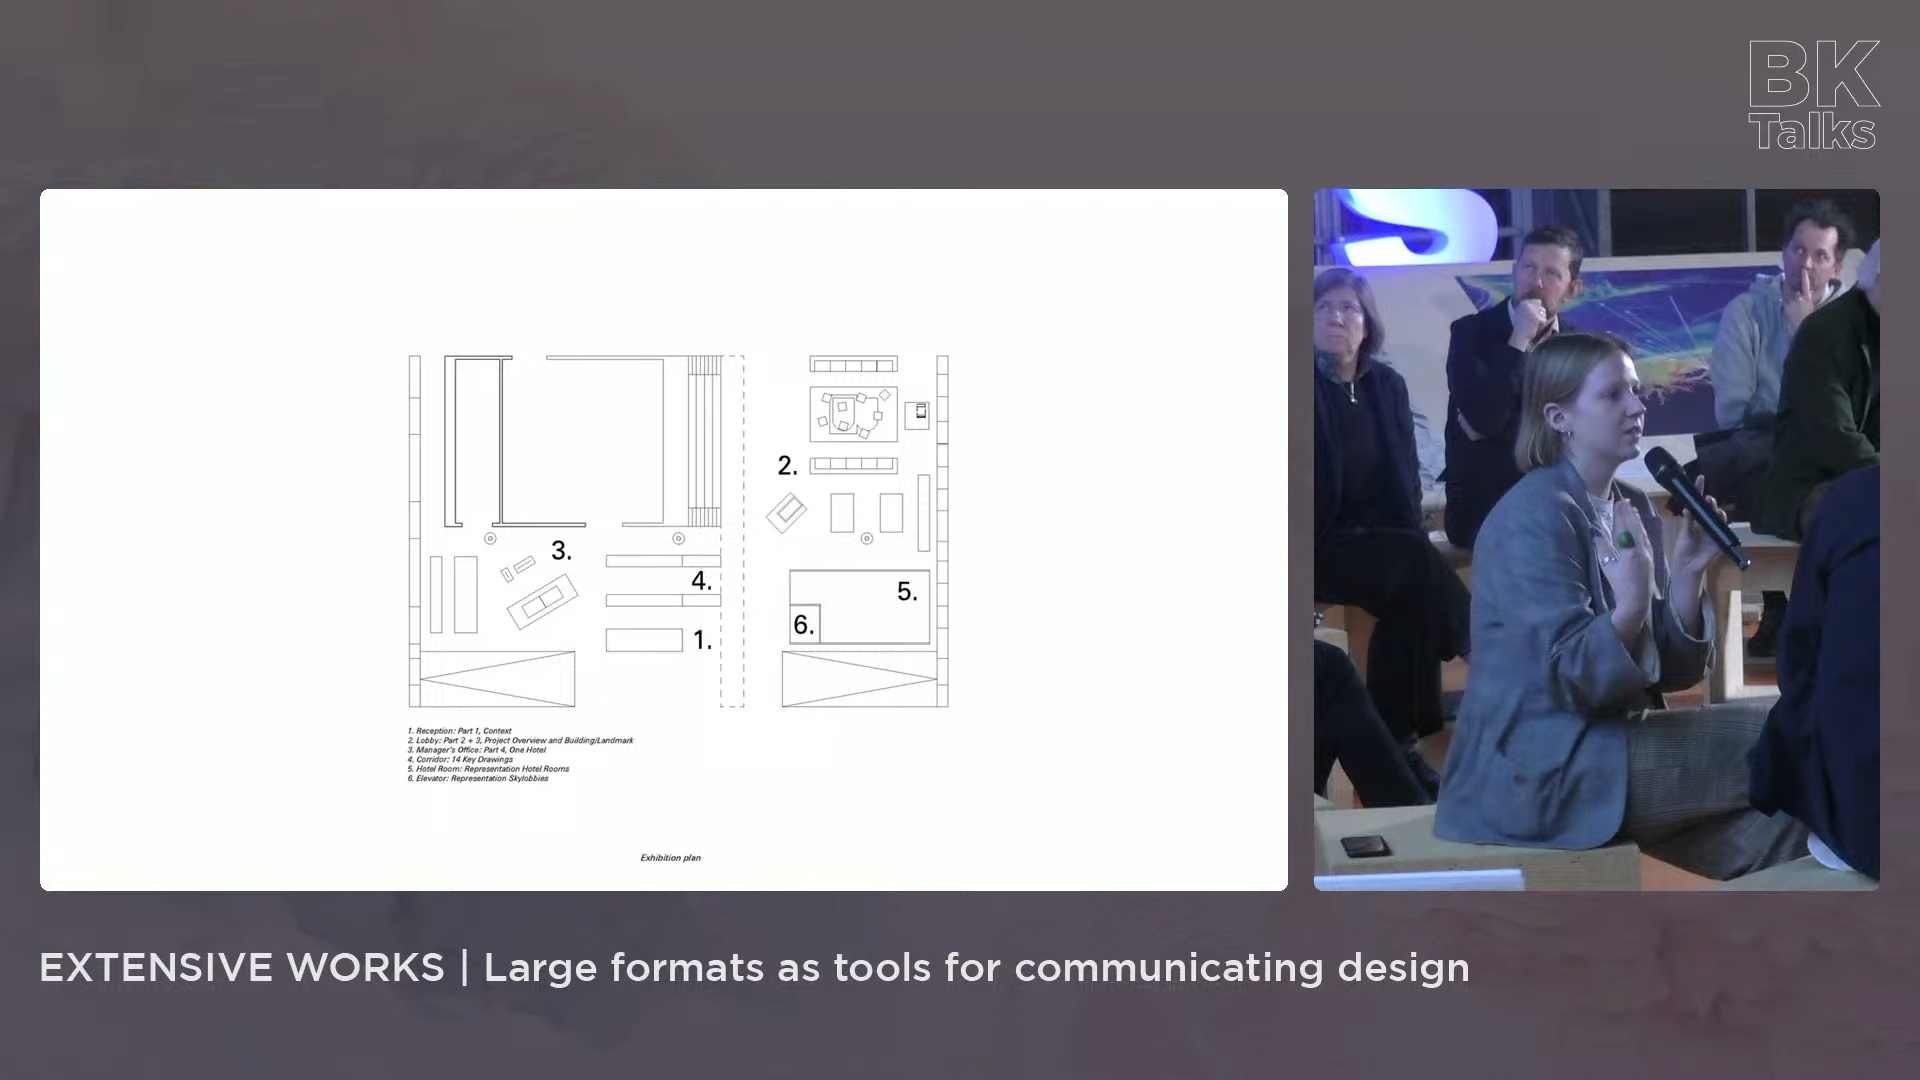 BK
Talks
2.
3.
4.
5.
6.
1.
1. Reception: Part 1, Context
2. Lobby: Part 2 + 3, Project Overview and Building/Landmark
3. Manager's Office: Part 4, One Hotel
4. Corridor: 14 Key Drawings
5. Hotel Room: Representation Hotel Rooms
6. Elevator: Representation Skylobbies
Exhibition plan
S
EXTENSIVE WORKS | Large formats as tools for communicating design